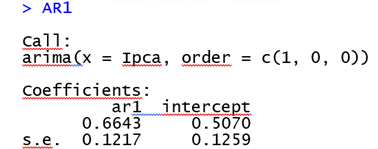 > AR1
Call:
arima(x = Ipca, order = c(1, 0, 0))
Coefficients:
ar1 intercept
0.6643 0.5070
s.e. 0.1217 0.1259